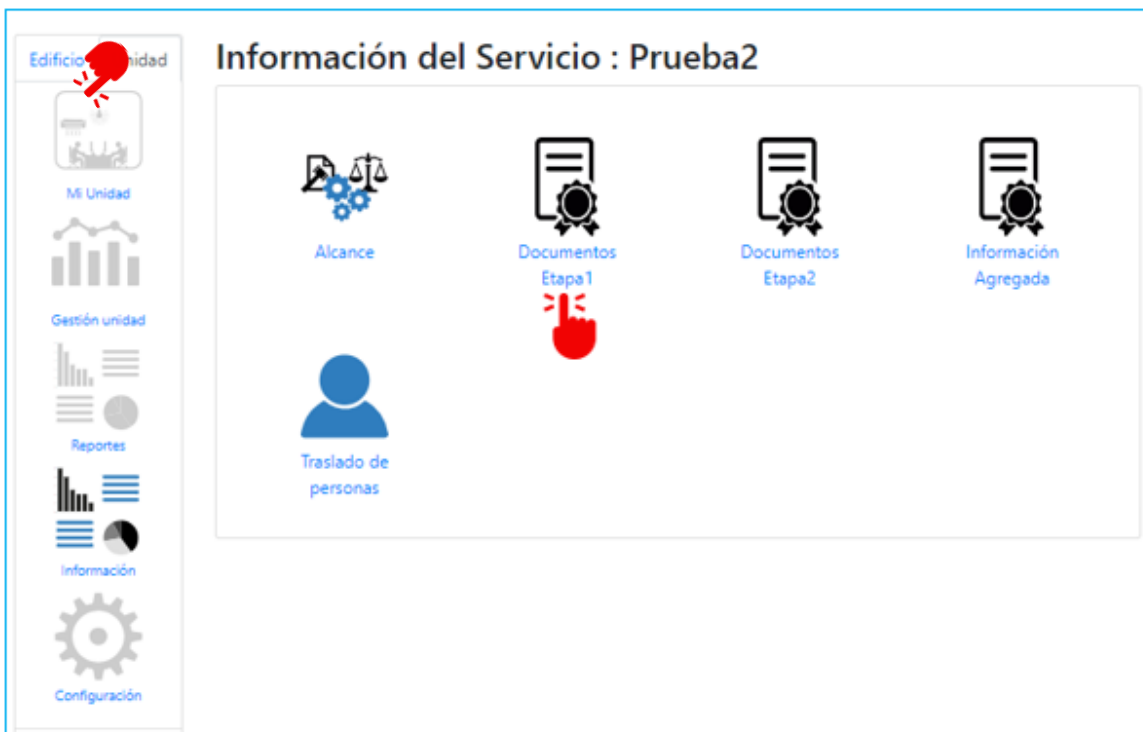 Edificio
Información del Servicio : Prueba2
Mi Unidad
Gestión unidad
Reportes
Información
Configuración
Alcance
Documentos
Etapa1
Documentos
Etapa2
Información
Agregada
Traslado de
personas